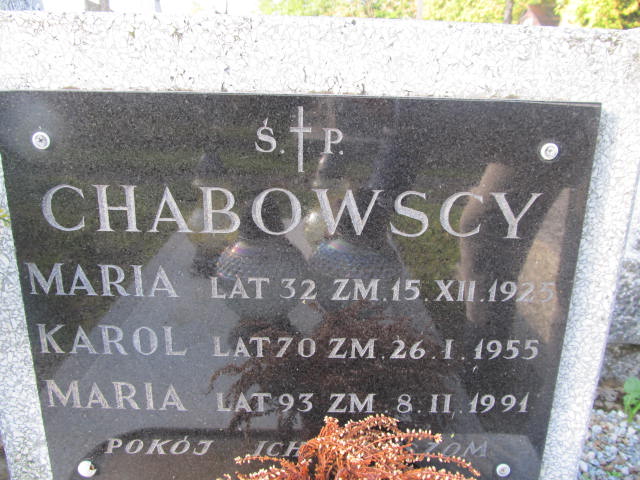 Ś. P.
CHABOWSCY
MARIA LAT 32 ZM. 15. XII. 1925
KAROL LAT 70 ZM. 26. I. 1955
MARIA LAT 93 ZM. 8. II. 1991
POKÓJ ICH